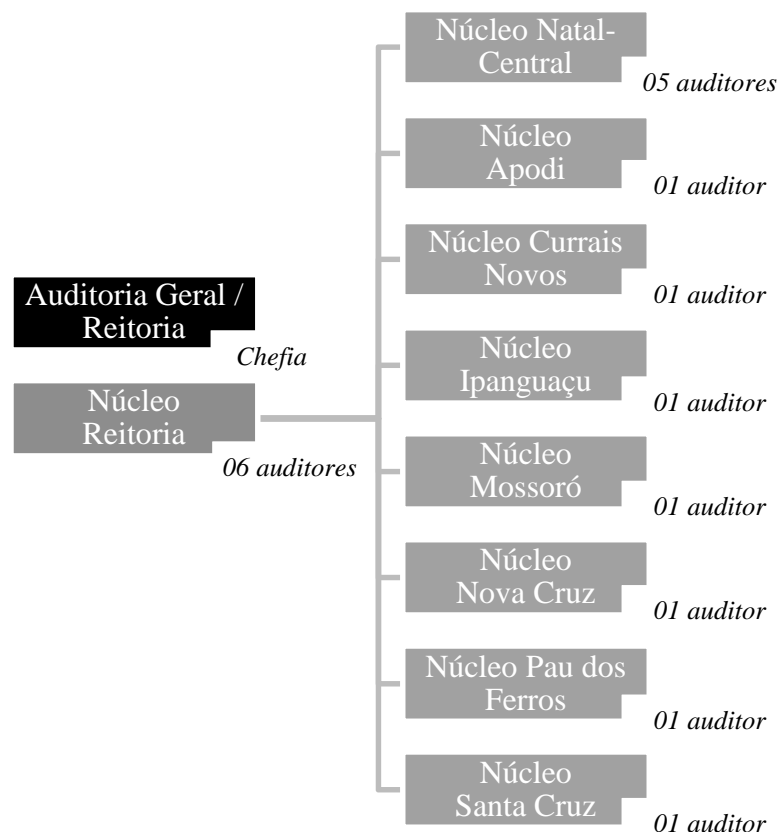 Auditoria Geral /
Reitoria
Chefia
Núcleo
Reitoria
06 auditores
Núcleo Natal-
Central
05 auditores
Núcleo
Apodi
01 auditor
Núcleo Currais
Novos
01 auditor
Núcleo
Ipanguaçu
01 auditor
Núcleo
Mossoró
01 auditor
Núcleo
Nova Cruz
01 auditor
Núcleo Pau dos
Ferros
01 auditor
Núcleo
Santa Cruz
01 auditor